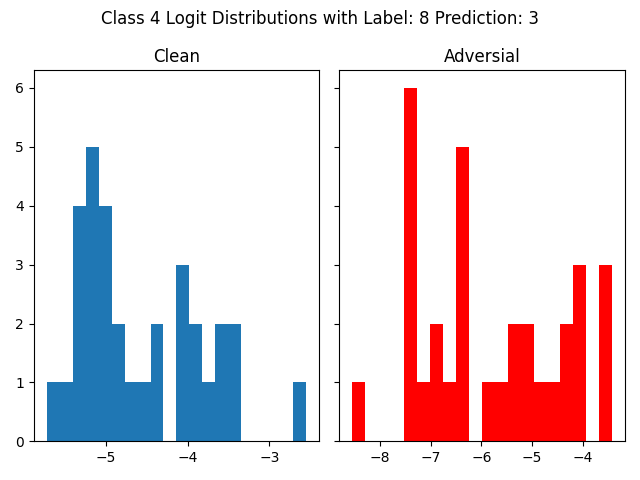 Class 4 Logit Distributions with Label: 8 Prediction: 3
Clean
Adversial
6
5
4
3
2
1
0
−5 −4 −3
−8 −7 −6 −5 −4